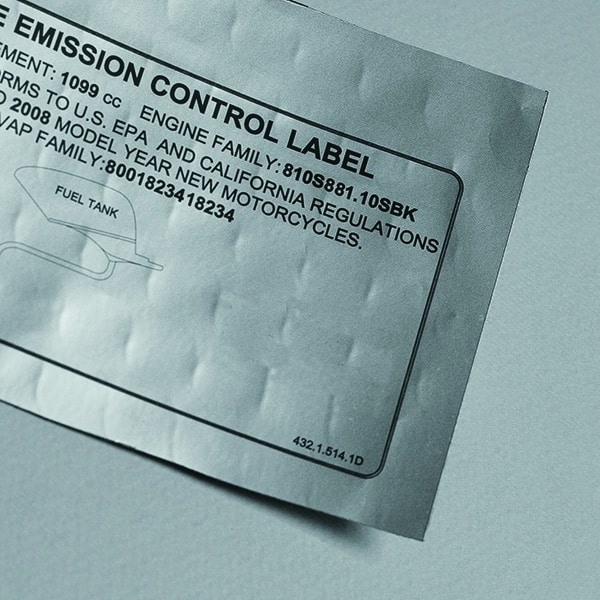 E EMISSION CONTROL LABEL
EMENT: 1099 cc ENGINE FAMILY: 810S881.10SBK
ORMS TO U.S. EPA AND CALIFORNIA REGULATIONS
2008 MODEL YEAR NEW MOTORCYCLES.
VAP FAMILY:8001823418234
FUEL TANK
432.1.514.1D